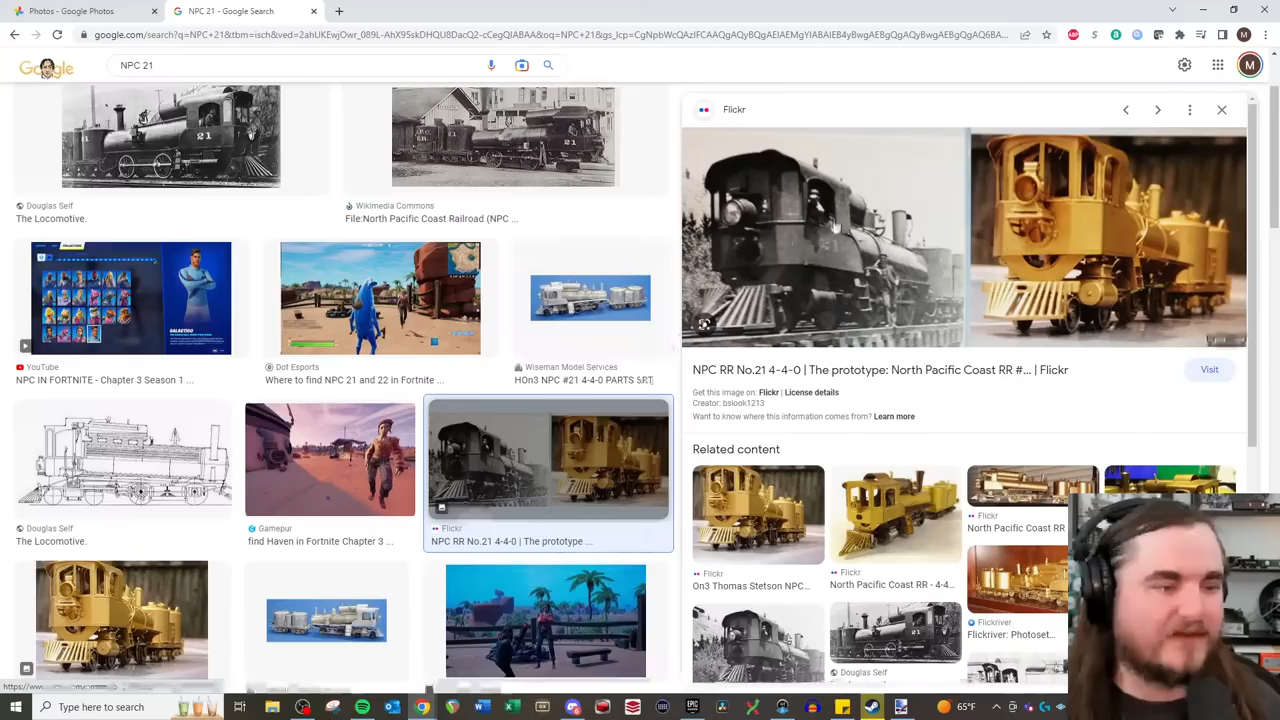 Photos - Google Photos
NPC 21 - Google Search
google.com/search?q=NPC+21&tbm=isch&ved=2ahUKEwjOwr_089L-AhX95skDHQU8DacQ2-cCegQIABAA&oq=NPC+21&gs_lcp=CgNpbWcQAzIFCAAQgAQyBQgAEIAEMgYIABAIEB4yBwgAEBgQgAQyBwgAEBgQgAQyBwgAEBgQgAQ6BA...
NPC 21
Flickr
Douglas Self
The Locomotive.
Wikimedia Commons
File:North Pacific Coast Railroad (NPC ...
YouTube
NPC IN FORTNITE - Chapter 3 Season 1 ...
Dot Esports
Where to find NPC 21 and 22 in Fortnite ...
Wiseman Model Services
HOn3 NPC #21 4-4-0 PARTS
NPC RR No.21 4-4-0 | The prototype: North Pacific Coast RR #... | Flickr
Visit
Get this image on: Flickr | License details
Creator: bslook1213
Want to know where this information comes from? Learn more
Related content
Douglas Self
The Locomotive.
Gamepur
find Haven in Fortnite Chapter 3 ...
Flickr
NPC RR No.21 4-4-0 | The prototype ...
Flickr
On3 Thomas Stetson NPC...
Flickr
North Pacific Coast RR - 4-4...
Flickr
North Pacific Coast RR
Flickriver
Flickriver: Photoset...
Douglas Self
Type here to search
65°F